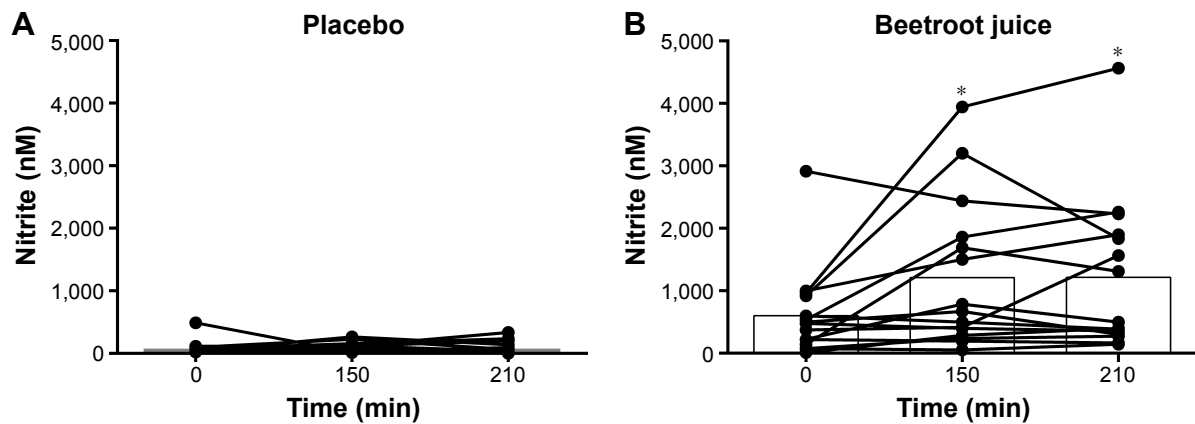 A
Placebo
5,000
4,000
3,000
2,000
1,000
0
Nitrite (nM)
0 150 210
Time (min)
B
Beetroot juice
5,000
4,000
3,000
2,000
1,000
0
Nitrite (nM)
*
*
0 150 210
Time (min)